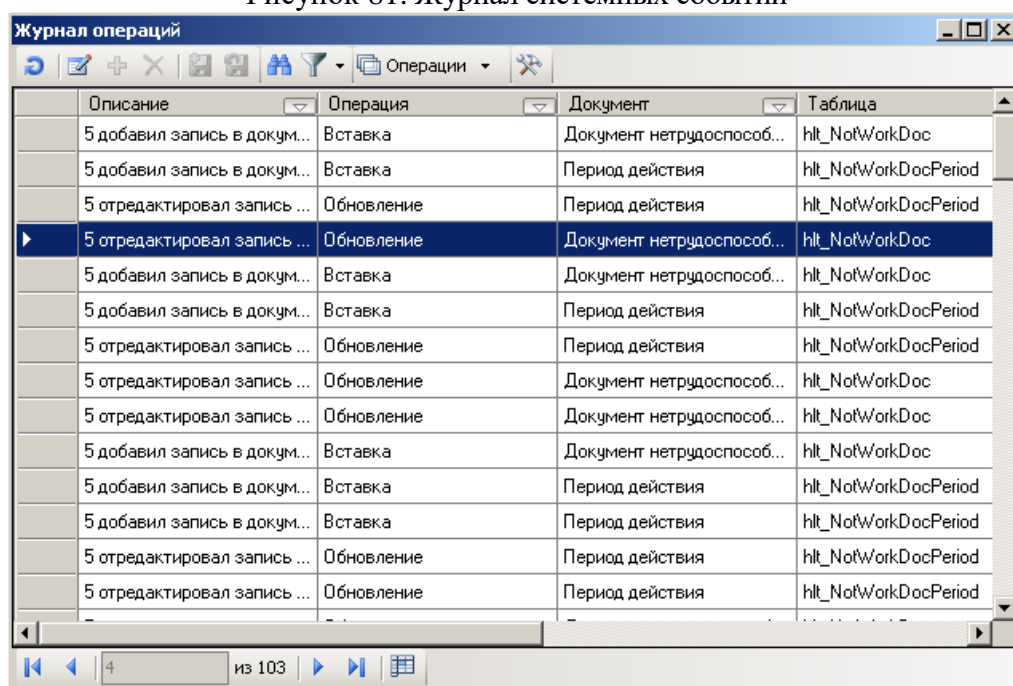 Рисунок 81. Журнал системных событий
Журнал операций
Операции
Описание Операция Документ Таблица
5 добавил запись в докум... Вставка Документ нетрудоспособ... hlt_NotWorkDoc
5 добавил запись в докум... Вставка Период действия hlt_NotWorkDocPeriod
5 отредактировал запись ... Обновление Период действия hlt_NotWorkDocPeriod
5 отредактировал запись ... Обновление Документ нетрудоспособ... hlt_NotWorkDoc
5 добавил запись в докум... Вставка Документ нетрудоспособ... hlt_NotWorkDoc
5 добавил запись в докум... Вставка Период действия hlt_NotWorkDocPeriod
5 отредактировал запись ... Обновление Период действия hlt_NotWorkDocPeriod
5 отредактировал запись ... Обновление Документ нетрудоспособ... hlt_NotWorkDoc
5 отредактировал запись ... Обновление Документ нетрудоспособ... hlt_NotWorkDoc
5 добавил запись в докум... Вставка Документ нетрудоспособ... hlt_NotWorkDoc
5 добавил запись в докум... Вставка Период действия hlt_NotWorkDocPeriod
5 добавил запись в докум... Вставка Период действия hlt_NotWorkDocPeriod
5 отредактировал запись ... Обновление Период действия hlt_NotWorkDocPeriod
5 отредактировал запись ... Обновление Период действия hlt_NotWorkDocPeriod
4 из 103